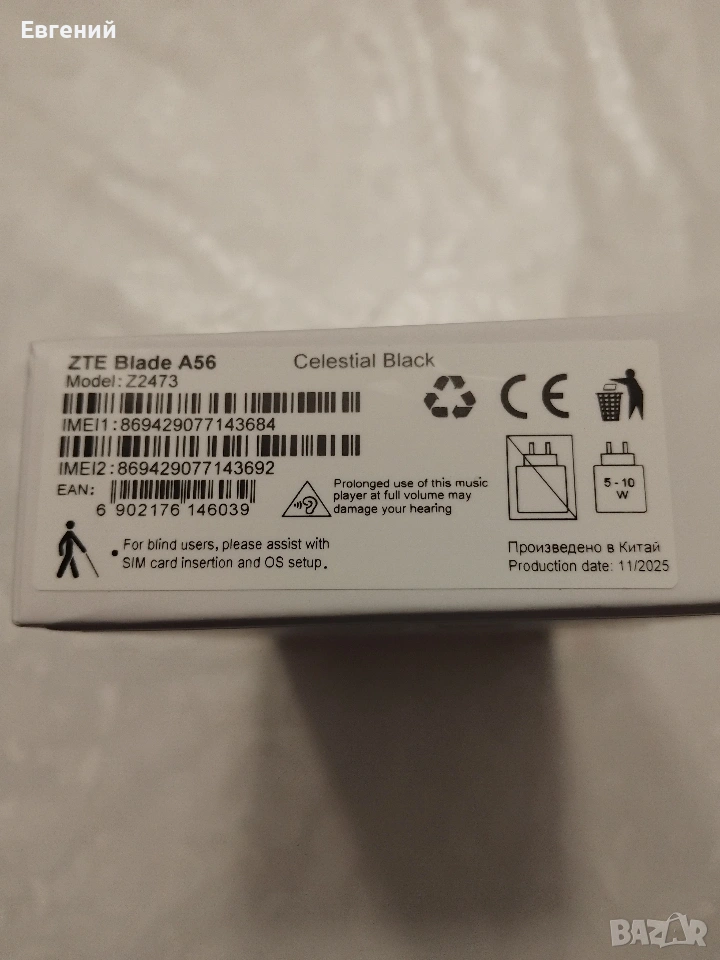 Евгений
ZTE Blade A56 Celestial Black
Model: Z2473
IMEI1:869429077143684
IMEI2:869429077143692
EAN:
6 902176 146039
Prolonged use of this music
player at full volume may
damage your hearing
5 - 10
W
For blind users, please assist with
SIM card insertion and OS setup.
Произведено в Китай
Production date: 11/2025
BAZAR